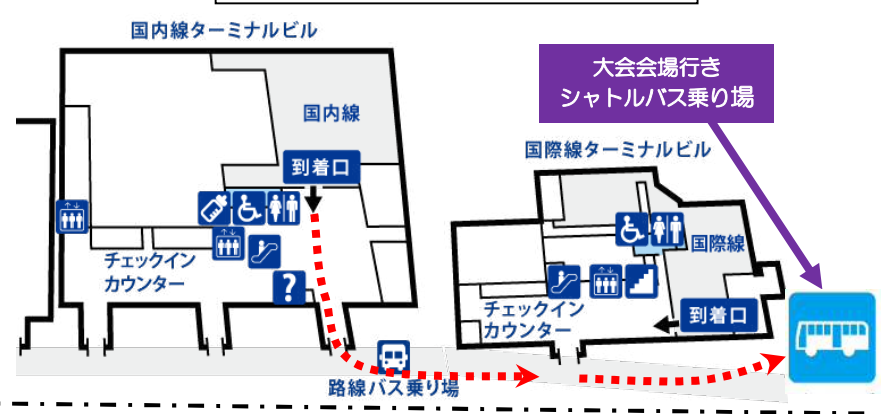 国内線ターミナルビル
大会会場行き
シャトルバス乗り場
国内線
到着口
国際線ターミナルビル
チェックイン
カウンター
?
国際線
チェックイン
カウンター
到着口
路線バス乗り場